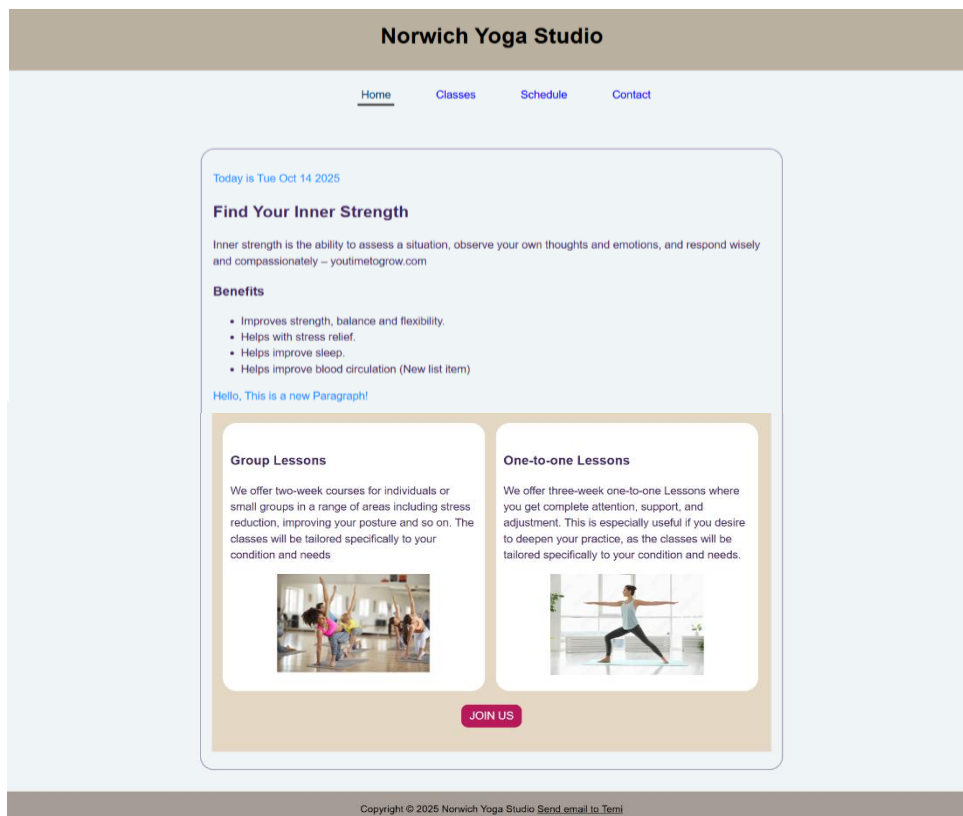 Norwich Yoga Studio
Home Classes Schedule Contact
Today is Tue Oct 14 2025
Find Your Inner Strength
Inner strength is the ability to assess a situation, observe your own thoughts and emotions, and respond wisely
and compassionately – youtimetogrow.com
Benefits
• Improves strength, balance and flexibility.
• Helps with stress relief.
• Helps improve sleep.
• Helps improve blood circulation (New list item)
Hello, This is a new Paragraph!
Group Lessons
We offer two-week courses for individuals or
small groups in a range of areas including stress
reduction, improving your posture and so on. The
classes will be tailored specifically to your
condition and needs
One-to-one Lessons
We offer three-week one-to-one Lessons where
you get complete attention, support, and
adjustment. This is especially useful if you desire
to deepen your practice, as the classes will be
tailored specifically to your condition and needs.
JOIN US
Copyright © 2025 Norwich Yoga Studio Send email to Temi